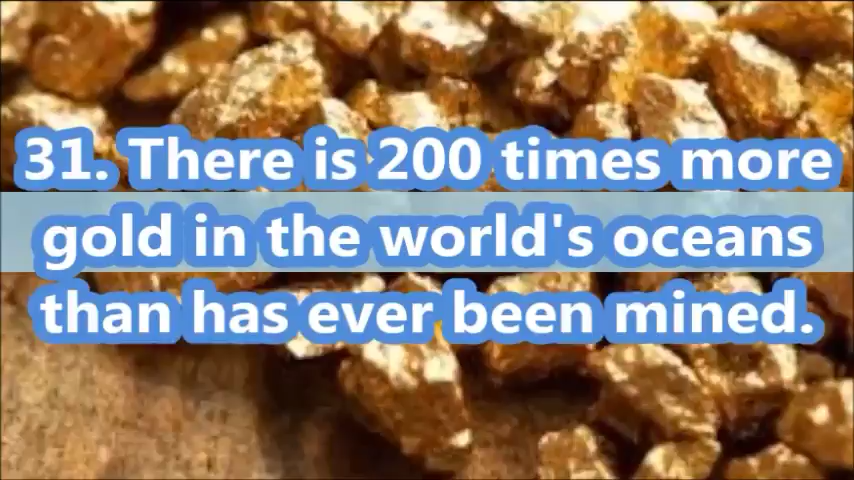 31. There is 200 times more
gold in the world's oceans
than has ever been mined.